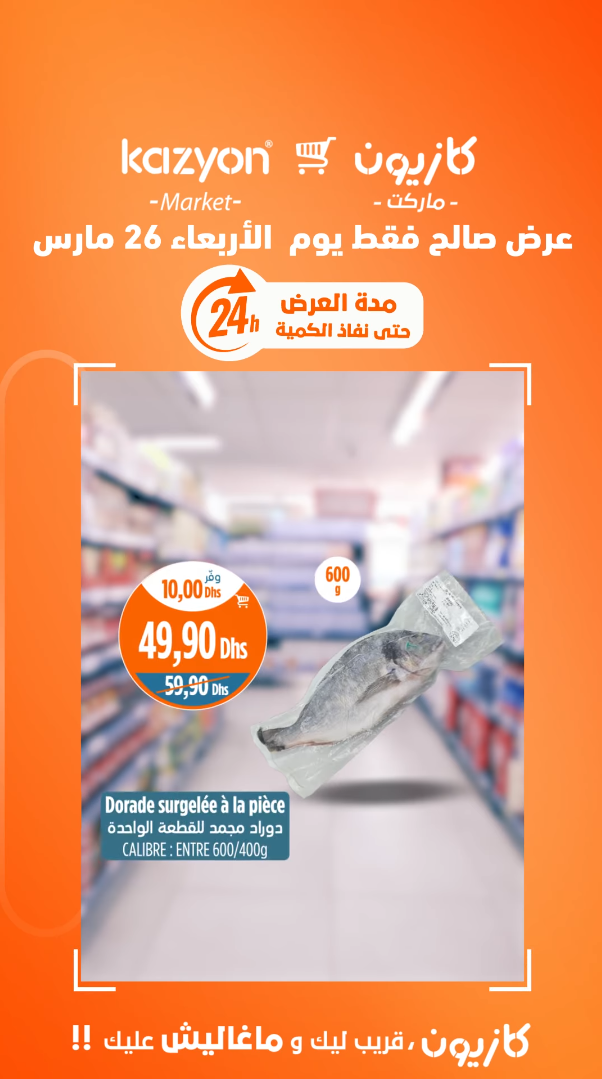 kazyon® كازيون
-Market- - ماركت -
عرض صالح فقط يوم الأربعاء 26 مارس
24h مدة العرض
حتى نفاذ الكمية
وفّر
10,00 Dhs
49,90 Dhs
59,90 Dhs
600
g
Dorade surgelée à la pièce
دوراد مجمد للقطعة الواحدة
CALIBRE : ENTRE 600/400g
كازيون ، قريب ليك و ماغاليش عليك !!